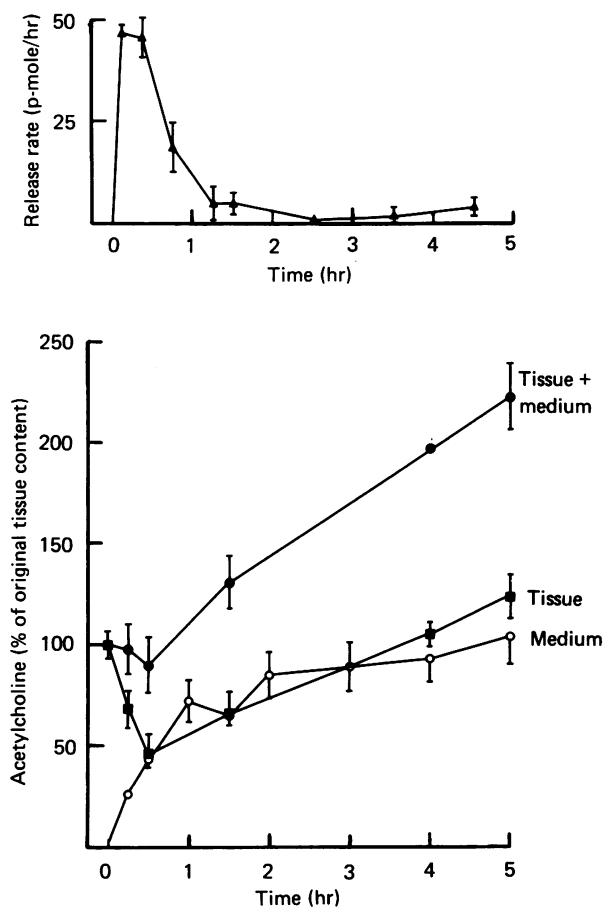 Release rate (p-mole/hr)
50
25
0 1 2 3 4 5
Time (hr)
Acetylcholine (% of original tissue content)
250
200
150
100
50
0 1 2 3 4 5
Time (hr)
Tissue +
medium
Tissue
Medium